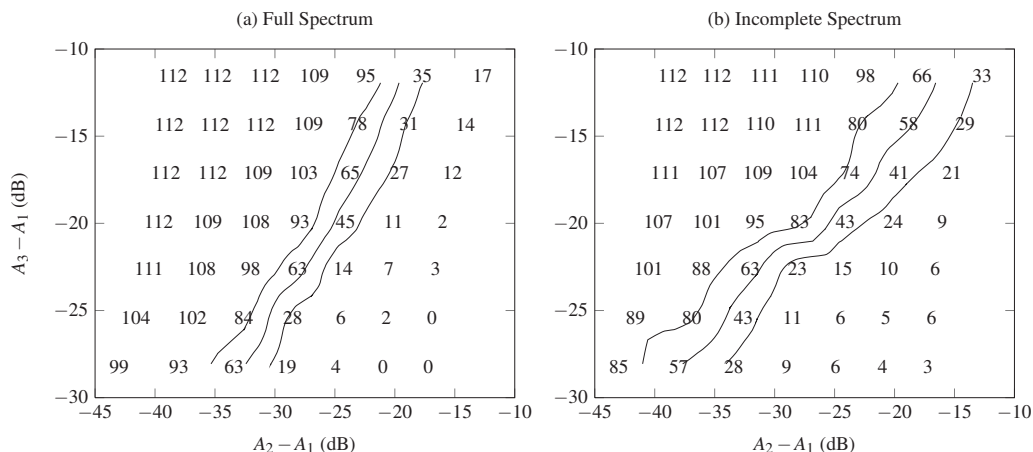 (a) Full Spectrum
(b) Incomplete Spectrum
−10
112 112 112 109 95 35 17
112 112 112 109 78 31 14
−15
112 112 109 103 65 27 12
112 109 108 93 45 11 2
−20
111 108 98 63 14 7 3
104 102 84 28 6 2 0
−25
99 93 63 19 4 0 0
−30
−45 −40 −35 −30 −25 −20 −15 −10
A2 − A1 (dB)
A3 − A1 (dB)
−10
112 112 111 110 98 66 33
112 112 110 111 80 58 29
−15
111 107 109 104 74 41 21
107 101 95 83 43 24 9
−20
101 88 63 23 15 10 6
89 80 43 11 6 5 6
−25
85 57 28 9 6 4 3
−30
−45 −40 −35 −30 −25 −20 −15 −10
A2 − A1 (dB)